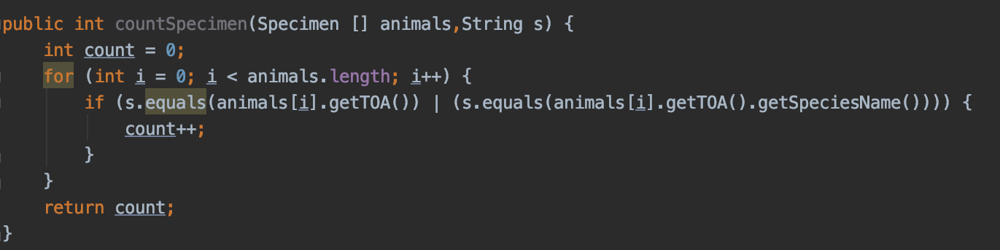 public int countSpecimen(Specimen [] animals,String s) {
    int count = 0;
    for (int i = 0; i < animals.length; i++) {
        if (s.equals(animals[i].getTOA()) | (s.equals(animals[i].getTOA().getSpeciesName()))) {
            count++;
        }
    }
    return count;
}